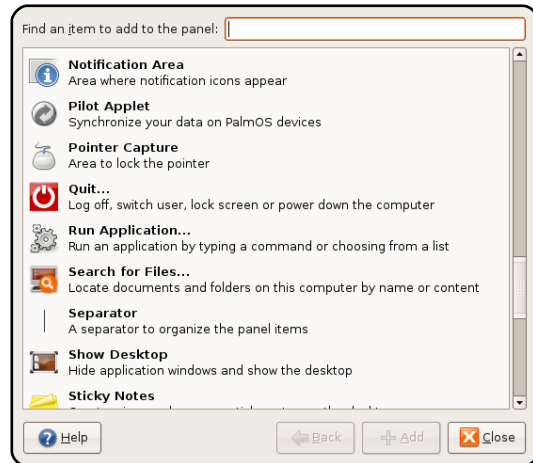 Find an item to add to the panel:
Notification Area
Area where notification icons appear
Pilot Applet
Synchronize your data on PalmOS devices
Pointer Capture
Area to lock the pointer
Quit...
Log off, switch user, lock screen or power down the computer
Run Application...
Run an application by typing a command or choosing from a list
Search for Files...
Locate documents and folders on this computer by name or content
Separator
A separator to organize the panel items
Show Desktop
Hide application windows and show the desktop
Sticky Notes
Help
Back
Add
Close